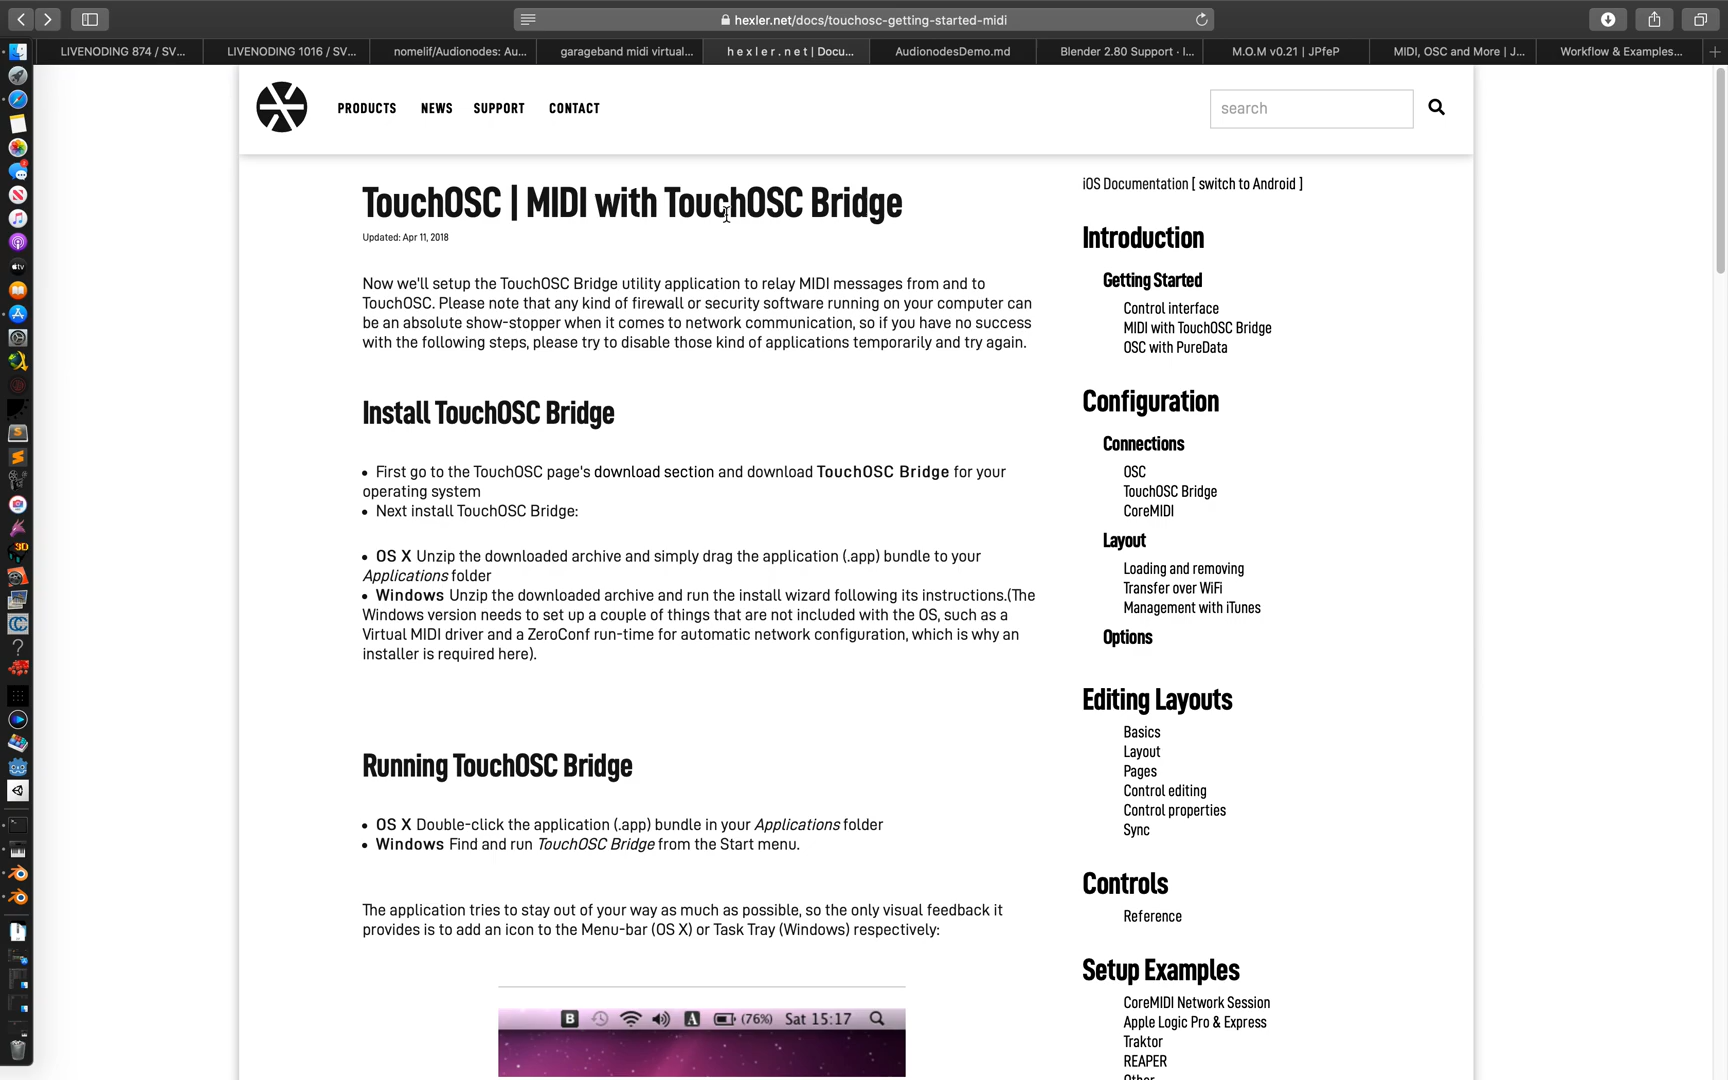 hexler.net/docs/touchosc-getting-started-midi
LIVENODING 874 / SV...
LIVENODING 1016 / SV...
nomelif/Audionodes: Au...
garageband midi virtual...
h e x l e r . n e t | Docu...
AudionodesDemo.md
Blender 2.80 Support · I...
M.O.M v0.21 | JPfeP
MIDI, OSC and More | J...
Workflow & Examples...
PRODUCTS
NEWS
SUPPORT
CONTACT
search
TouchOSC | MIDI with TouchOSC Bridge
Updated: Apr 11, 2018
Now we'll setup the TouchOSC Bridge utility application to relay MIDI messages from and to
TouchOSC. Please note that any kind of firewall or security software running on your computer can
be an absolute show-stopper when it comes to network communication, so if you have no success
with the following steps, please try to disable those kind of applications temporarily and try again.
Install TouchOSC Bridge
• First go to the TouchOSC page's download section and download TouchOSC Bridge for your
operating system
• Next install TouchOSC Bridge:
• OS X Unzip the downloaded archive and simply drag the application (.app) bundle to your
Applications folder
• Windows Unzip the downloaded archive and run the install wizard following its instructions.(The
Windows version needs to set up a couple of things that are not included with the OS, such as a
Virtual MIDI driver and a ZeroConf run-time for automatic network configuration, which is why an
installer is required here).
Running TouchOSC Bridge
• OS X Double-click the application (.app) bundle in your Applications folder
• Windows Find and run TouchOSC Bridge from the Start menu.
The application tries to stay out of your way as much as possible, so the only visual feedback it
provides is to add an icon to the Menu-bar (OS X) or Task Tray (Windows) respectively:
B
A
(76%)
Sat 15:17
iOS Documentation [ switch to Android ]
Introduction
Getting Started
Control interface
MIDI with TouchOSC Bridge
OSC with PureData
Configuration
Connections
OSC
TouchOSC Bridge
CoreMIDI
Layout
Loading and removing
Transfer over WiFi
Management with iTunes
Options
Editing Layouts
Basics
Layout
Pages
Control editing
Control properties
Sync
Controls
Reference
Setup Examples
CoreMIDI Network Session
Apple Logic Pro & Express
Traktor
REAPER
Other